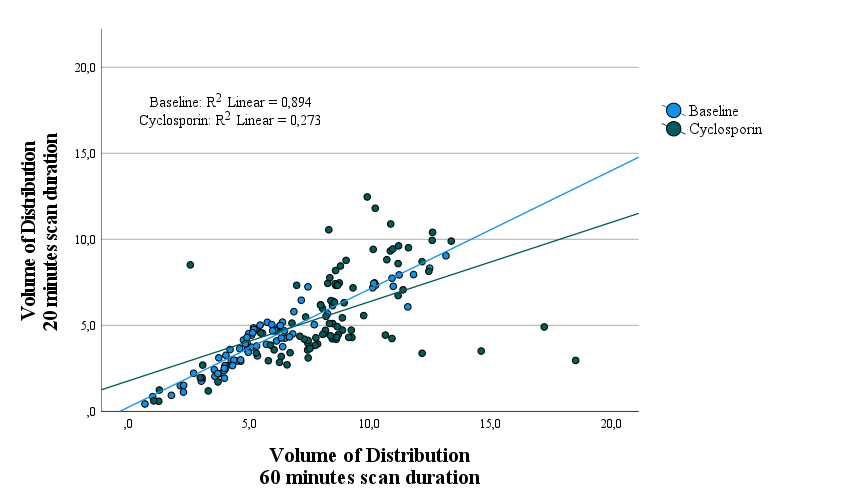 20,0
Baseline: R2 Linear = 0,894
Cyclosporin: R2 Linear = 0,273
Baseline
Cyclosporin
15,0
10,0
5,0
,0
Volume of Distribution
20 minutes scan duration
,0 5,0 10,0 15,0 20,0
Volume of Distribution
60 minutes scan duration